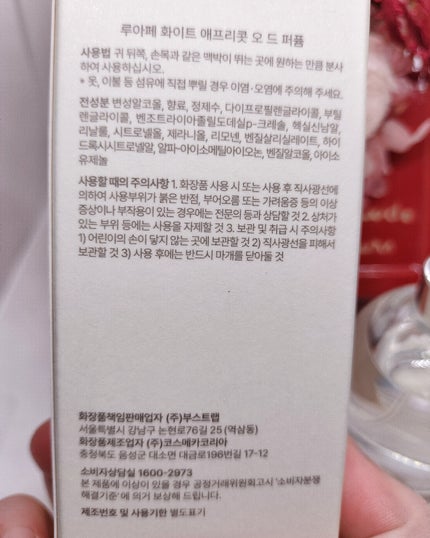 루아페 화이트 애프리콧 오 드 퍼퓸
사용법 귀 뒤쪽, 손목과 같은 맥박이 뛰는 곳에 원하는 만큼 분사
하여 사용하십시오.
* 옷, 이불 등 섬유에 직접 뿌릴 경우 이염·오염에 주의해 주세요.
전성분 변성알코올, 향료, 정제수, 다이프로필렌글라이콜, 부틸
렌글라이콜, 벤조트라이아졸릴도데실p-크레솔, 헥실신남알,
리날룰, 시트로넬올, 제라니올, 리모넨, 벤질살리실레이트, 하이
드록시시트로넬알, 알파-아이소메틸아이오논, 벤질알코올, 아이소
유제놀
사용할 때의 주의사항 1. 화장품 사용 시 또는 사용 후 직사광선에
의하여 사용부위가 붉은 반점, 부어오름 또는 가려움증 등의 이상
증상이나 부작용이 있는 경우에는 전문의 등과 상담할 것 2. 상처가
있는 부위 등에는 사용을 자제할 것 3. 보관 및 취급 시 주의사항
1) 어린이의 손이 닿지 않는 곳에 보관할 것 2) 직사광선을 피해서
보관할 것 3) 사용 후에는 반드시 마개를 닫아둘 것
화장품책임판매업자 (주)부스트랩
서울특별시 강남구 논현로76길 25 (역삼동)
화장품제조업자 (주)코스메카코리아
충청북도 음성군 대소면 대금로196번길 17-12
소비자상담실 1600-2973
본 제품에 이상이 있을 경우 공정거래위원회고시 '소비자분쟁
해결기준' 에 의거 보상해 드립니다.
제조번호 및 사용기한 별도표기